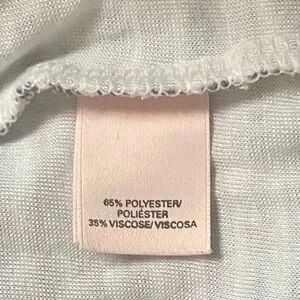 65% POLYESTER/
POLIÉSTER
35% VISCOSE/VISCOSA